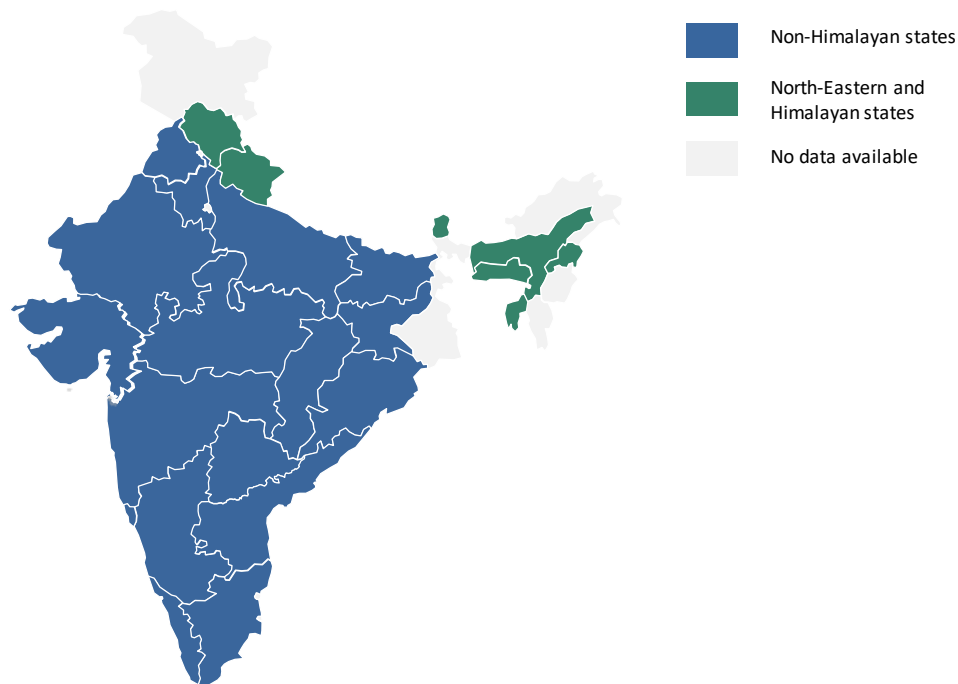 Non-Himalayan states
North-Eastern and
Himalayan states
No data available